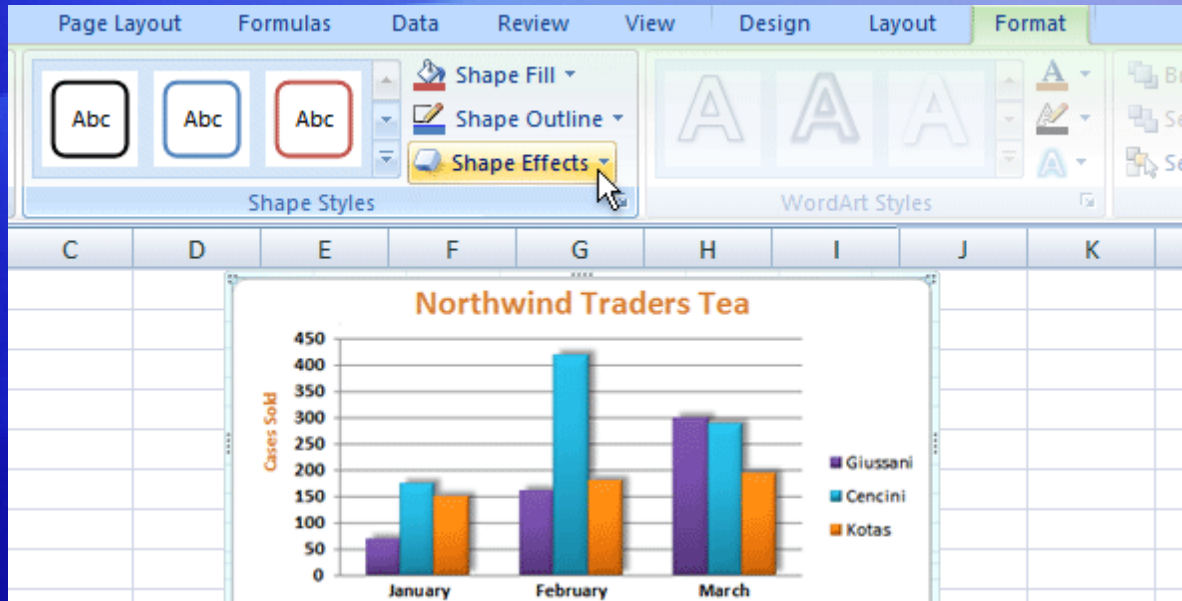 Page Layout Formulas Data Review View Design Layout Format
Abc Abc Abc
Shape Fill
Shape Outline
Shape Effects
A A A
A
A
Shape Styles
WordArt Styles
C D E F G H I J K
Northwind Traders Tea
Cases Sold
450
400
350
300
250
200
150
100
50
0
January February March
Giussani
Cencini
Kotas